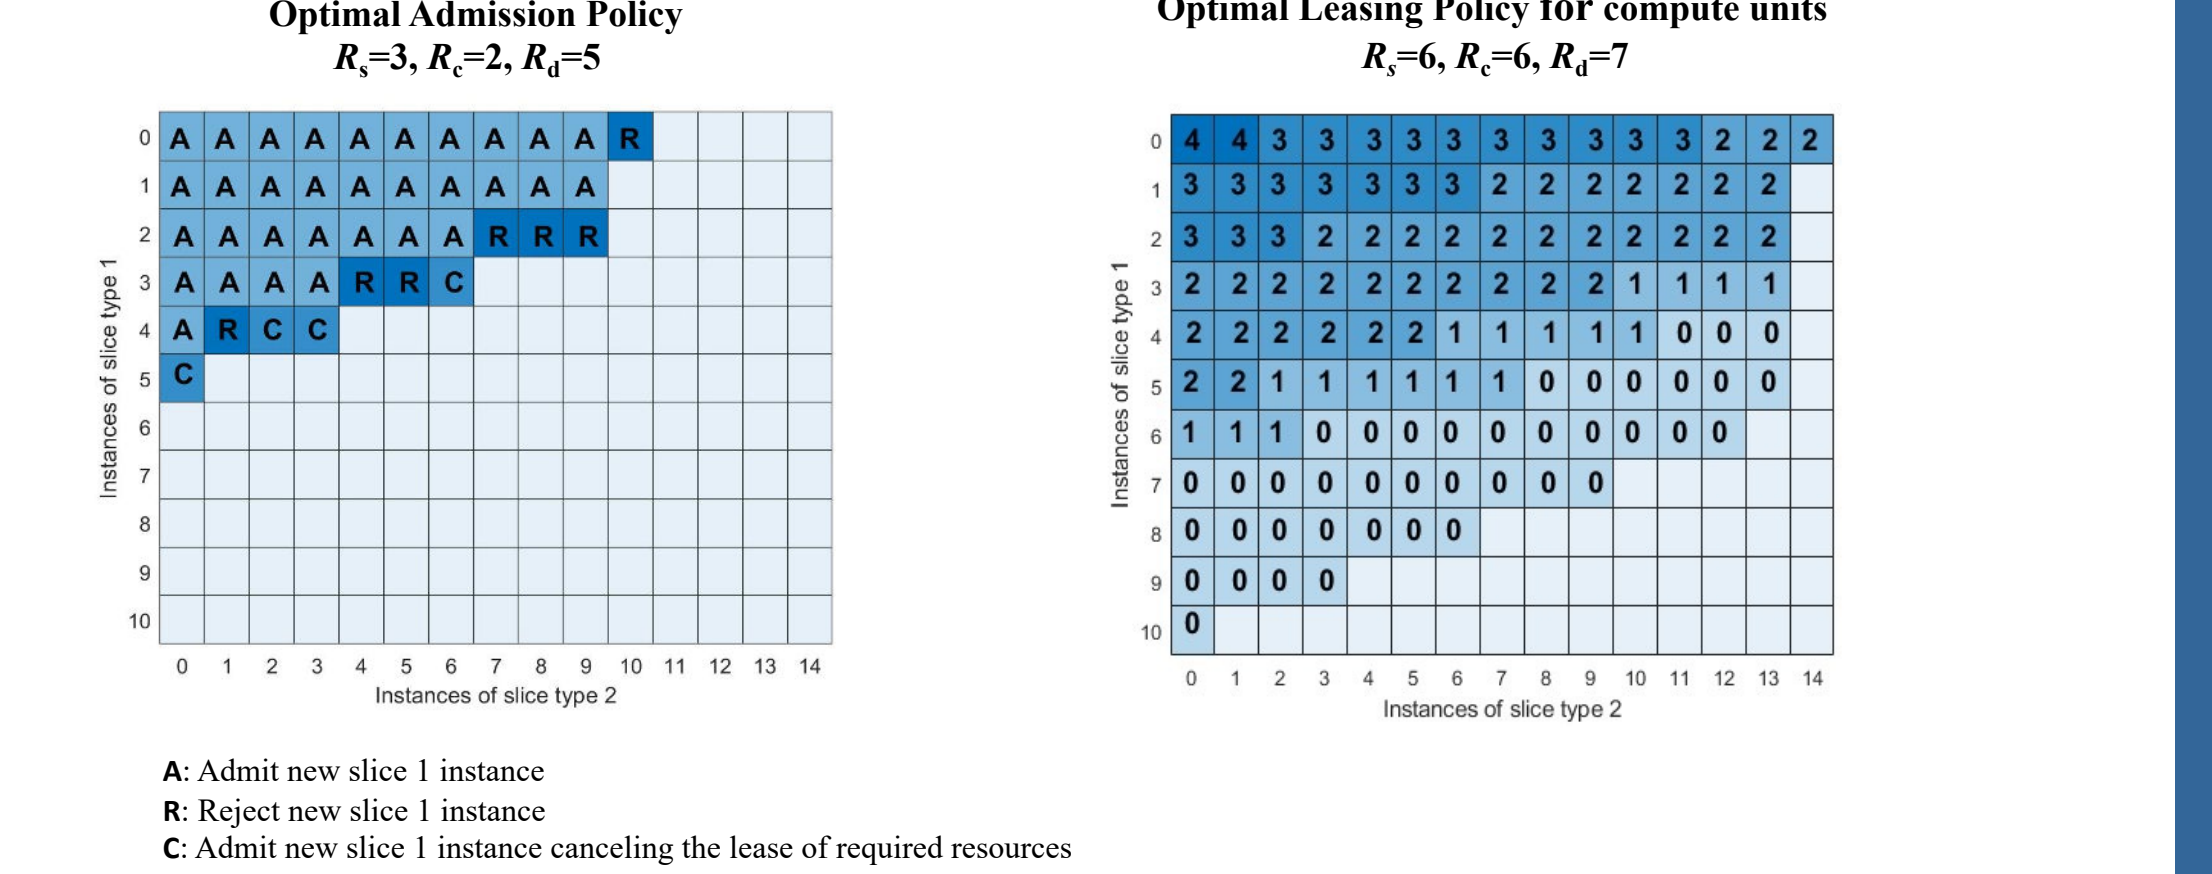 Optimal Admission Policy
Rs=3, Rc=2, Rd=5
0 A A A A A A A A A A R
1 A A A A A A A A A A
2 A A A A A A A R R R
3 A A A A R R C
4 A R C C
5 C
6
7
8
9
10
Instances of slice type 1
0 1 2 3 4 5 6 7 8 9 10 11 12 13 14
Instances of slice type 2
A: Admit new slice 1 instance
R: Reject new slice 1 instance
C: Admit new slice 1 instance canceling the lease of required resources
Optimal Leasing Policy for compute units
Rs=6, Rc=6, Rd=7
0 4 4 3 3 3 3 3 3 3 3 3 3 2 2 2
1 3 3 3 3 3 3 3 2 2 2 2 2 2 2
2 3 3 3 2 2 2 2 2 2 2 2 2 2 2
3 2 2 2 2 2 2 2 2 2 2 1 1 1 1
4 2 2 2 2 2 2 1 1 1 1 1 0 0 0
5 2 2 1 1 1 1 1 1 0 0 0 0 0 0
6 1 1 1 0 0 0 0 0 0 0 0 0 0
7 0 0 0 0 0 0 0 0 0 0
8 0 0 0 0 0 0 0
9 0 0 0 0
10 0
Instances of slice type 1
0 1 2 3 4 5 6 7 8 9 10 11 12 13 14
Instances of slice type 2